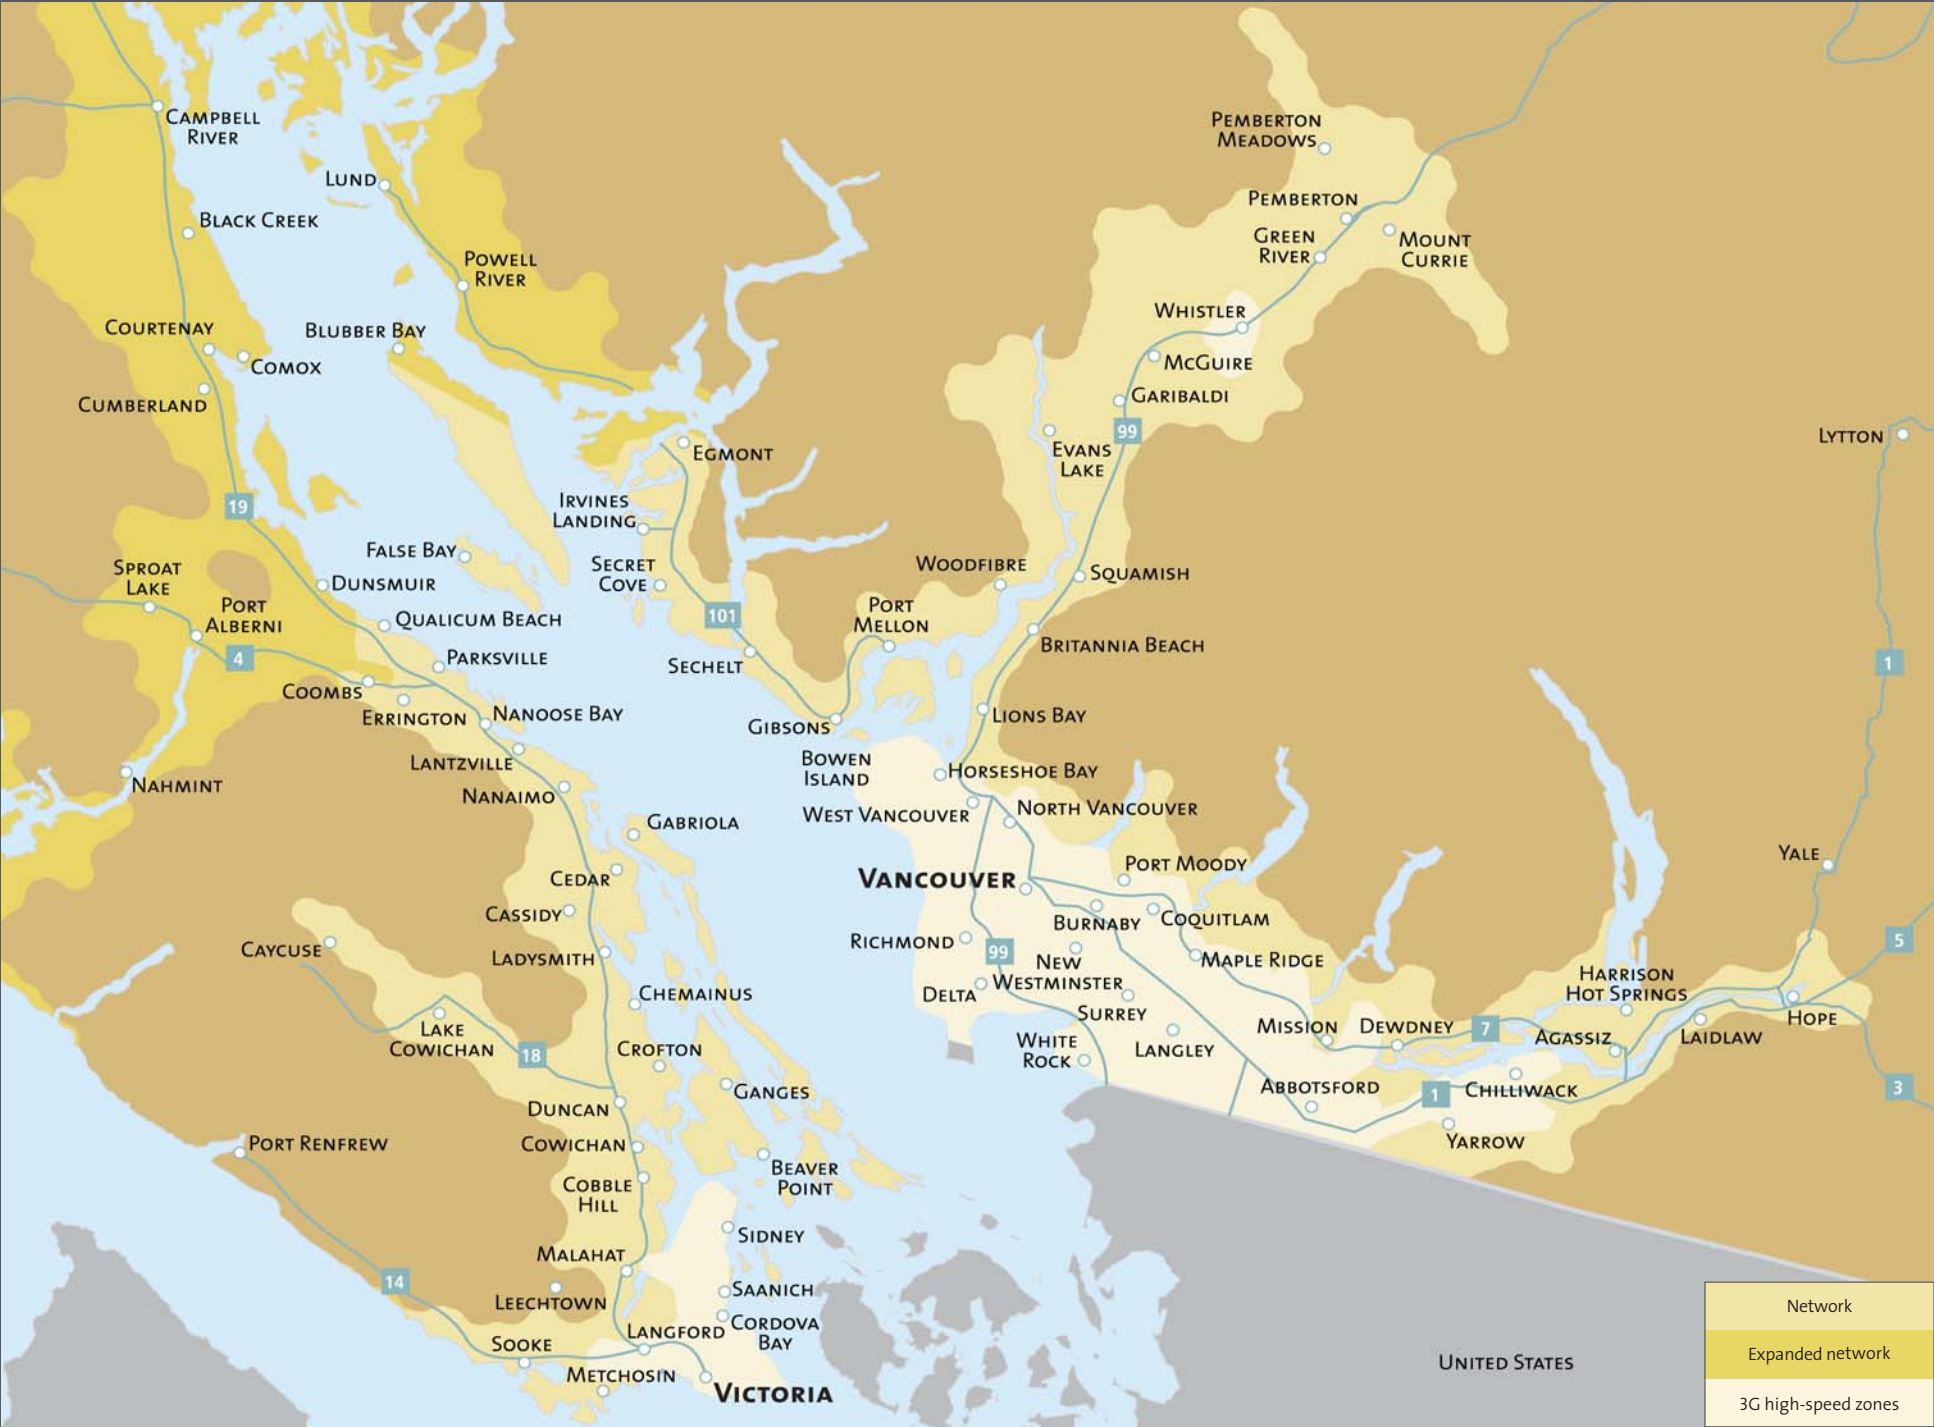 CAMPBELL
RIVER
LUND
BLACK CREEK
POWELL
RIVER
COURTENAY
BLUBBER BAY
COMOX
CUMBERLAND
PEMBERTON
MEADOWS
PEMBERTON
GREEN
RIVER
MOUNT
CURRIE
WHISTLER
MCGUIRE
GARIBALDI
99
EVANS
LAKE
LYTTON
EGMONT
IRVINES
LANDING
19
FALSE BAY
SECRET
COVE
WOODFIBRE
SQUAMISH
SPROAT
LAKE
DUNSMUIR
PORT
ALBERNI
QUALICUM BEACH
101
PORT
MELLON
BRITANNIA BEACH
4
PARKSVILLE
SECHELT
1
COOMBS
ERRINGTON
NANOOSE BAY
GIBSONS
LIONS BAY
LANTZVILLE
BOWEN
ISLAND
HORSESHOE BAY
NAHMINT
NANAIMO
WEST VANCOUVER
NORTH VANCOUVER
GABRIOLA
VANCOUVER
PORT MOODY
YALE
CEDAR
CASSIDY
BURNABY
COQUITLAM
CAYCUSE
LADYSMITH
RICHMOND
99
NEW
WESTMINSTER
MAPLE RIDGE
5
HARRISON
HOT SPRINGS
CHEMAINUS
DELTA
SURREY
HOPE
LAKE
COWICHAN
18
CROFTON
WHITE
ROCK
LANGLEY
MISSION
DEWDNEY
7
AGASSIZ
LAIDLAW
GANGES
ABBOTSFORD
1
CHILLIWACK
3
DUNCAN
PORT RENFREW
COWICHAN
YARROW
BEAVER
POINT
COBBLE
HILL
SIDNEY
MALAHAT
14
LEECHTOWN
SAANICH
LANGFORD
CORDOVA
BAY
SOOKE
METCHOSIN
VICTORIA
UNITED STATES
Network
Expanded network
3G high-speed zones